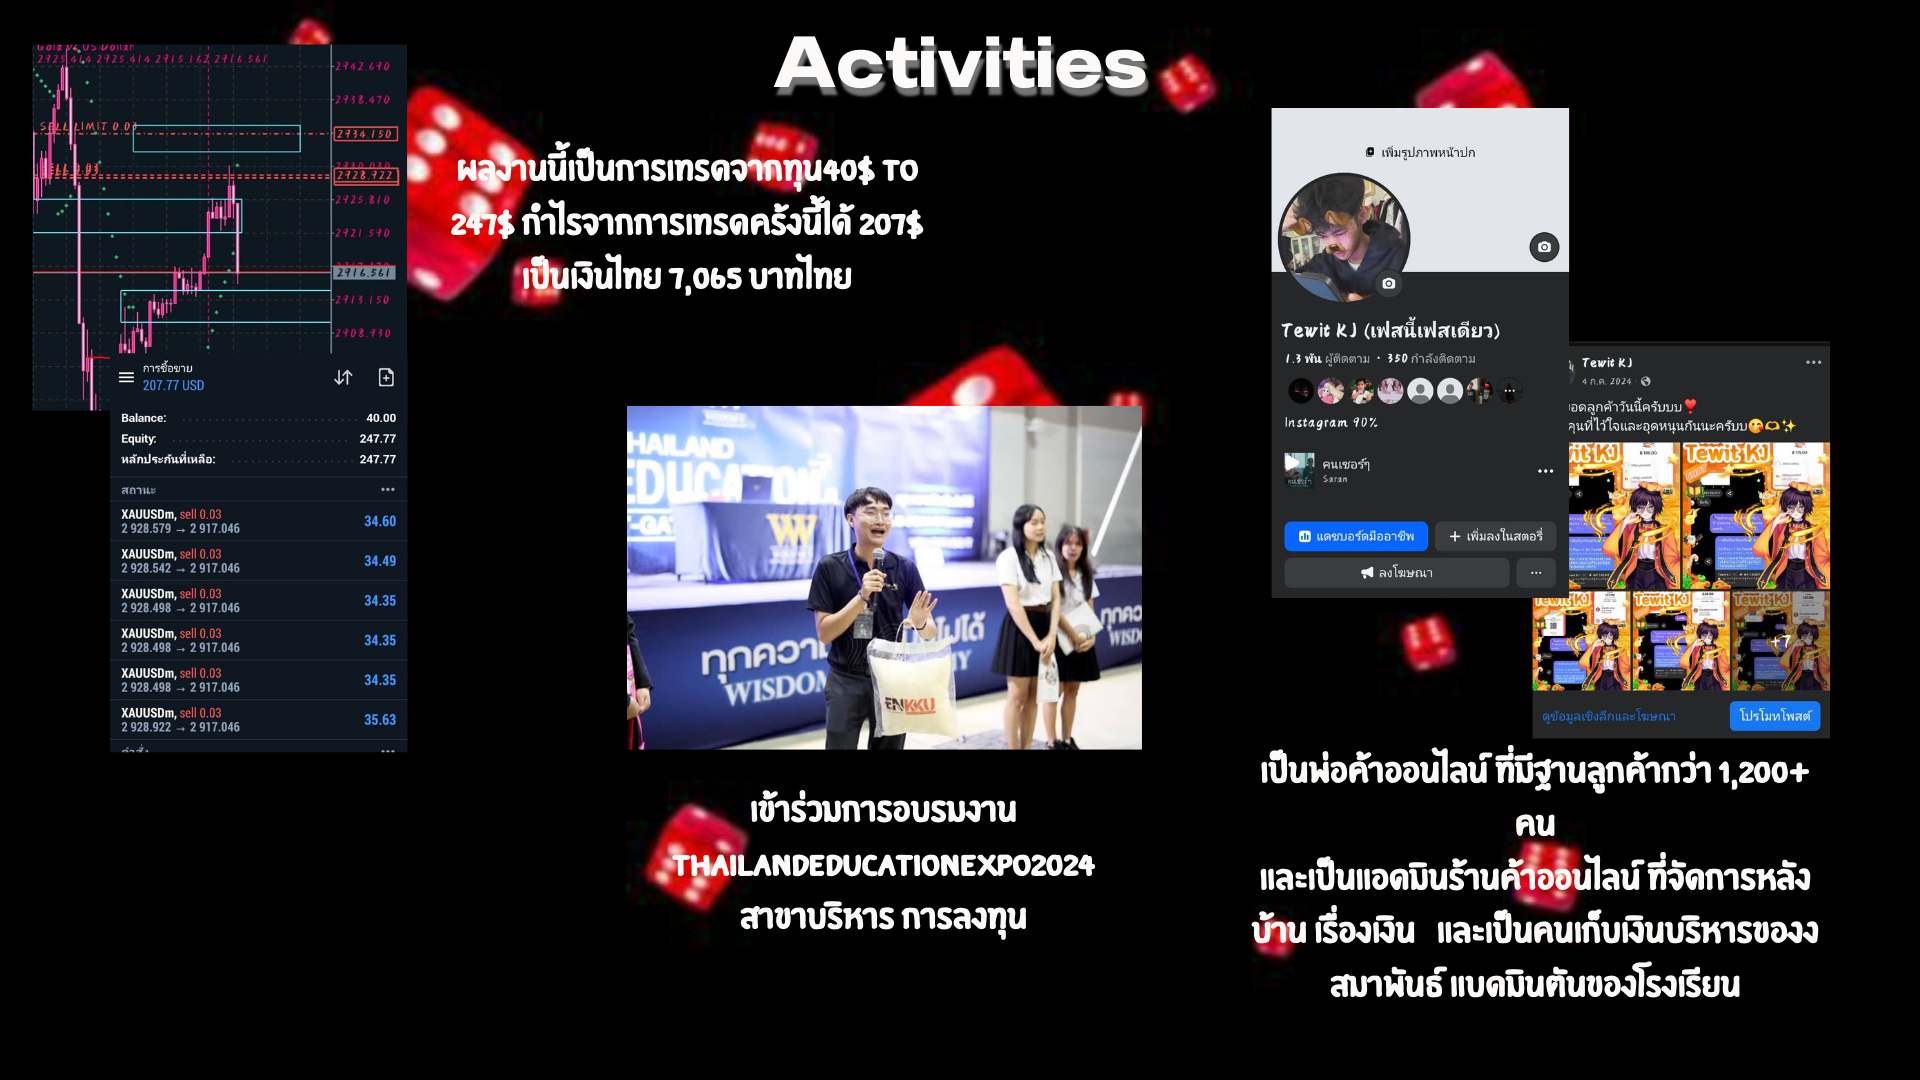 Activities
Gold vs US Dollar
2925.414 2925.414 2915.162 2916.561
2942.690
2938.470
SELL LIMIT 0.03
2934.150
2930.030
SELL 0.03
2928.922
2925.810
2921.590
2916.561
2913.150
2908.930
การซื้อขาย
207.77 USD
Balance: 40.00
Equity: 247.77
หลักประกันที่เหลือ: 247.77
สถานะ
XAUUSDm, sell 0.03
2 928.579 → 2 917.046 34.60
XAUUSDm, sell 0.03
2 928.542 → 2 917.046 34.49
XAUUSDm, sell 0.03
2 928.498 → 2 917.046 34.35
XAUUSDm, sell 0.03
2 928.498 → 2 917.046 34.35
XAUUSDm, sell 0.03
2 928.498 → 2 917.046 34.35
XAUUSDm, sell 0.03
2 928.922 → 2 917.046 35.63
ผลงานนี้เป็นการเทรดจากทุน40$ TO
247$ กำไรจากการเทรดครั้งนี้ได้ 207$
เป็นเงินไทย 7,065 บาทไทย
HAILAND
EDUCATION
ทุกความ
เป็นไปได้
WISDOM
ENKKU
ทุกคว
WISD
เข้าร่วมการอบรมงาน
THAILANDEDUCATIONEXPO2024
สาขาบริหาร การลงทุน
เพิ่มรูปภาพหน้าปก
Tewit KJ (เฟสนี้เฟสเดียว)
1.3 พัน ผู้ติดตาม · 350 กำลังติดตาม
Instagram 90%
คนเซอร์ๆ
Saran
แดชบอร์ดมืออาชีพ
+ เพิ่มลงในสตอรี่
ลงโฆษณา
Tewit KJ
4 ก.ค. 2024
ยอดลูกค้าวันนี้ครับบบ❣️
คุนที่ไว้ใจและอุดหนุนกันนะครับบ😘🫶✨
Tewit KJ
Tewit KJ
Tewit KJ
Tewit KJ
Tewit KJ
+7
ดูข้อมูลเชิงลึกและโฆษณา
โปรโมทโพสต์
เป็นพ่อค้าออนไลน์ ที่มีฐานลูกค้ากว่า 1,200+
คน
และเป็นแอดมินร้านค้าออนไลน์ ที่จัดการหลัง
บ้าน เรื่องเงิน และเป็นคนเก็บเงินบริหารของง
สมาพันธ์ แบดมินตันของโรงเรียน